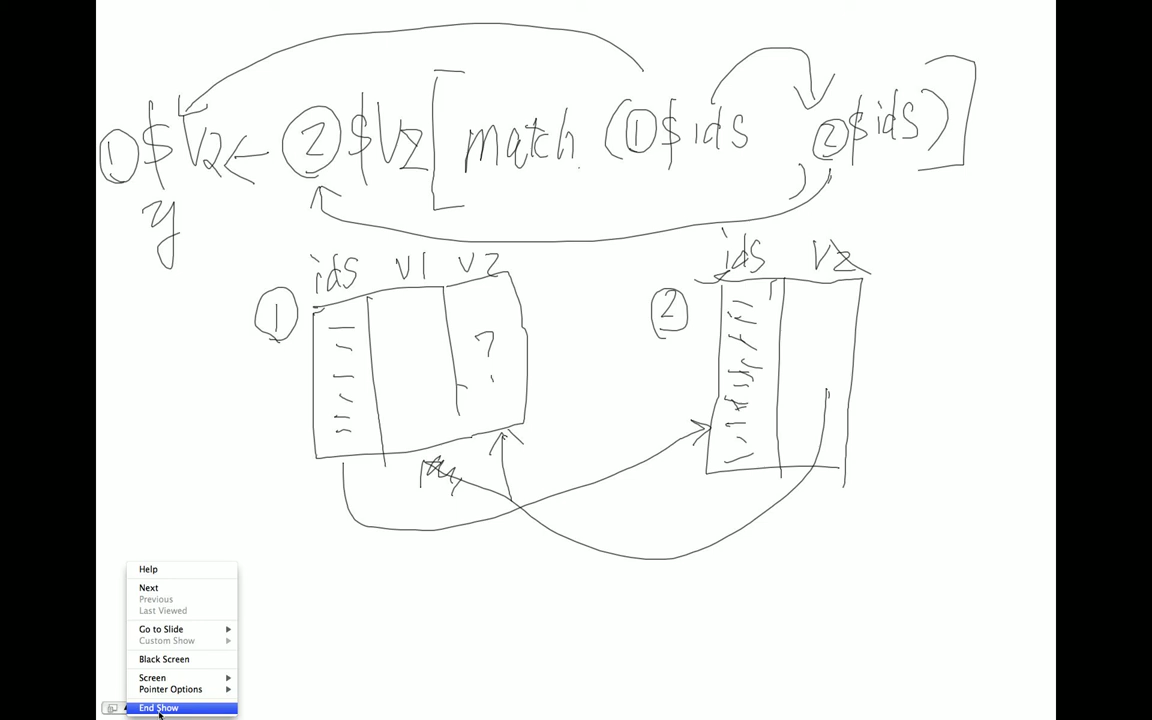 ①$V2← ②$V2[match (①$ids ②$ids)]
y
ids V1 V2
ids V2
① ?
②
Help
Next
Previous
Last Viewed
Go to Slide
Custom Show
Black Screen
Screen
Pointer Options
End Show